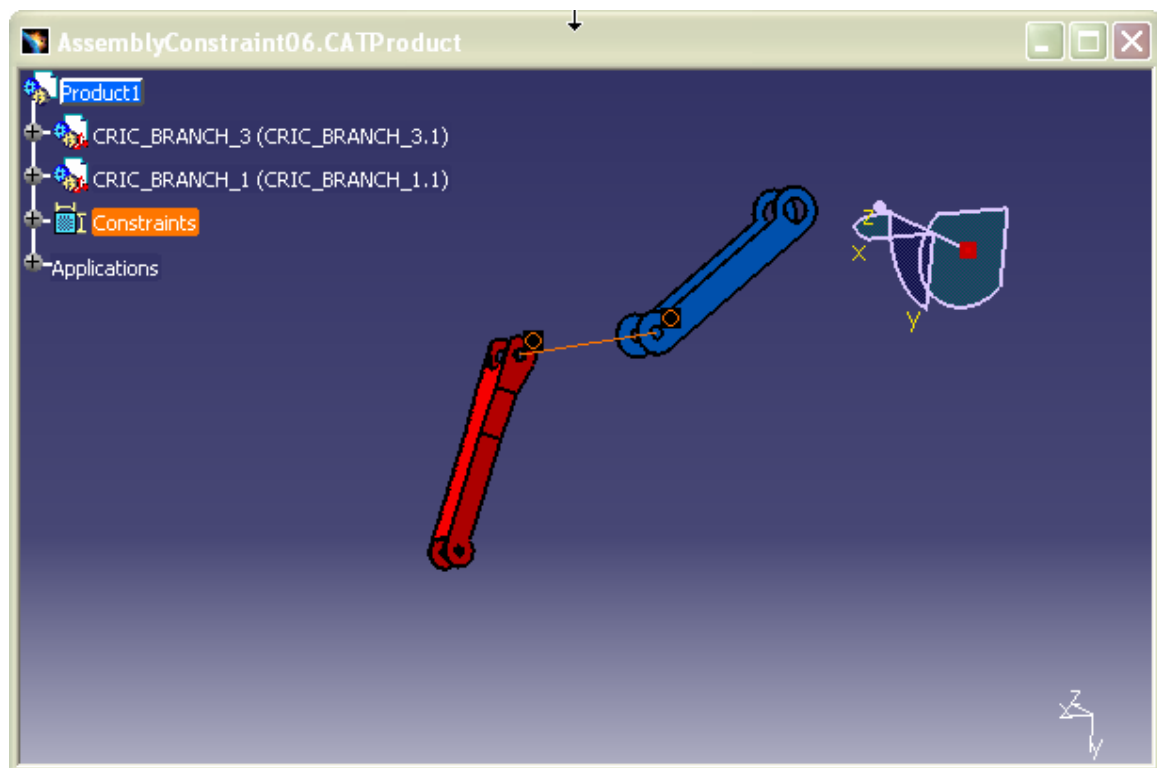 AssemblyConstraint06.CATProduct
Product1
CRIC_BRANCH_3 (CRIC_BRANCH_3.1)
CRIC_BRANCH_1 (CRIC_BRANCH_1.1)
Constraints
Applications
z
x
y
z
x
y